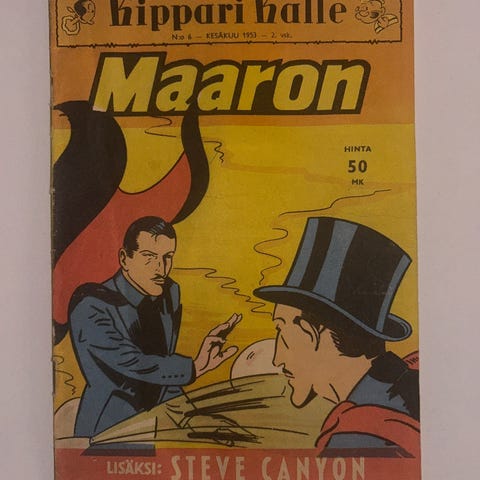 Kippari Kalle
N:o 6 — KESÄKUU 1953 — 2. vsk.
Maaron
HINTA
50
MK
LISÄKSI: STEVE CANYON